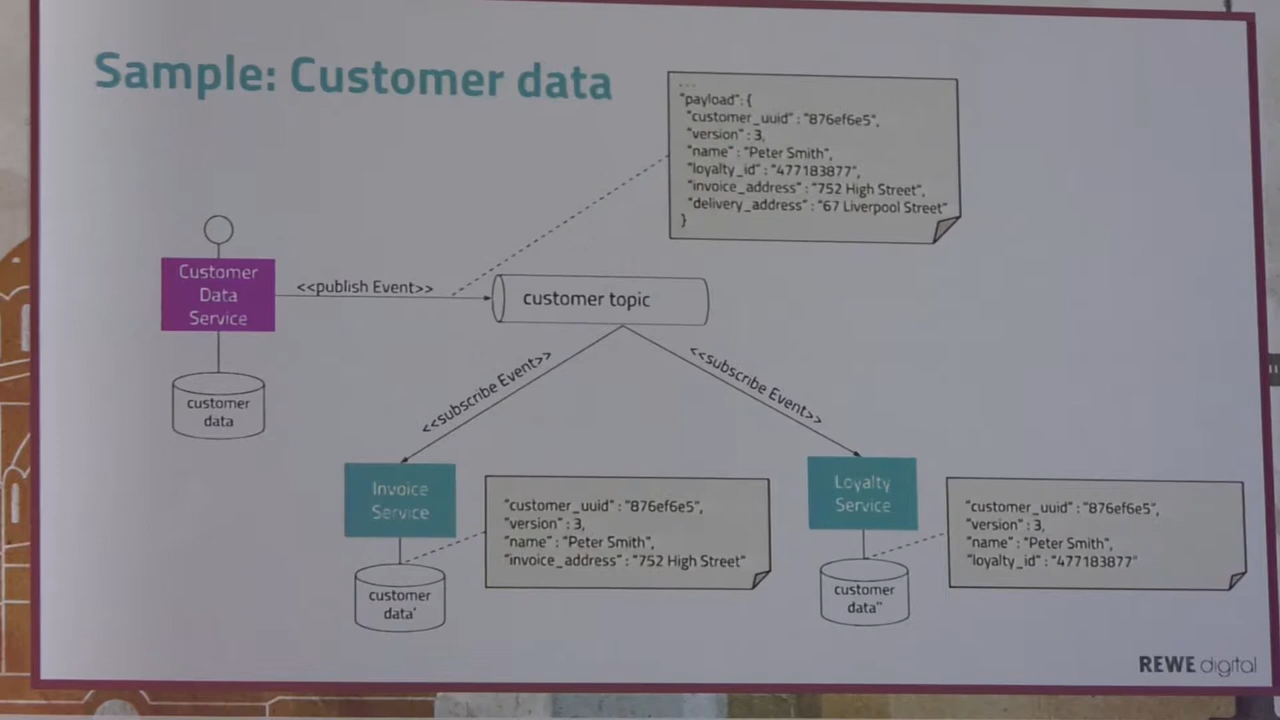 Sample: Customer data
...
"payload": {
"customer_uuid" : "876ef6e5",
"version" : 3,
"name" : "Peter Smith",
"loyalty_id" : "477183877",
"invoice_address" : "752 High Street",
"delivery_address" : "67 Liverpool Street"
}
Customer
Data
Service
<<publish Event>>
customer topic
customer
data
<<subscribe Event>>
<<subscribe Event>>
Invoice
Service
"customer_uuid" : "876ef6e5",
"version" : 3,
"name" : "Peter Smith",
"invoice_address" : "752 High Street"
customer
data'
Loyalty
Service
"customer_uuid" : "876ef6e5",
"version" : 3,
"name" : "Peter Smith",
"loyalty_id" : "477183877"
customer
data"
REWE digital